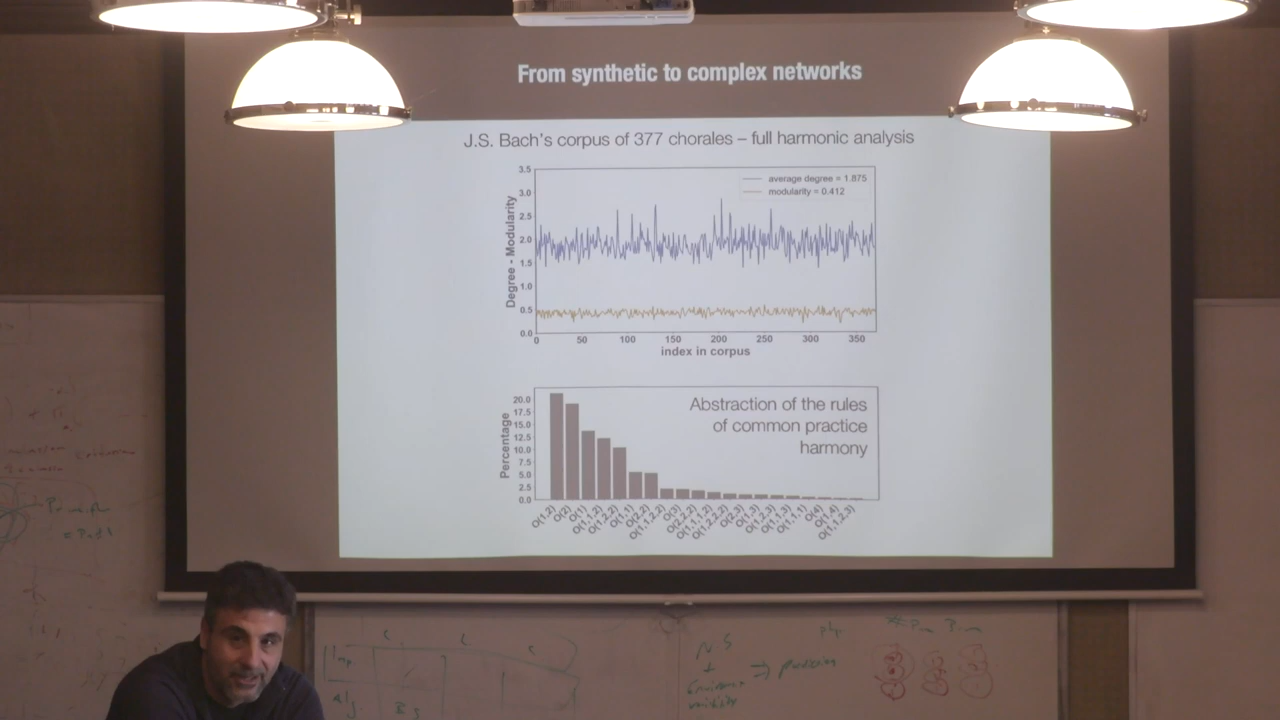 From synthetic to complex networks
J.S. Bach's corpus of 377 chorales – full harmonic analysis
average degree = 1.875
modularity = 0.412
Degree - Modularity
3.5
3.0
2.5
2.0
1.5
1.0
0.5
0.0
0 50 100 150 200 250 300 350
index in corpus
Abstraction of the rules
of common practice
harmony
Percentage
20.0
17.5
15.0
12.5
10.0
7.5
5.0
2.5
0.0
O(1,2) O(2) O(1) O(1,1,2) O(1,2,2) O(1,1) O(2,2) O(1,1,2,2) O(3) O(2,2,2) O(1,1,1,2) O(1,2,2,2) O(2,3) O(1,3) O(1,2,3) O(1,1,3) O(1,1,1) O(4) O(1,4) O(1,1,2,3)
N.S